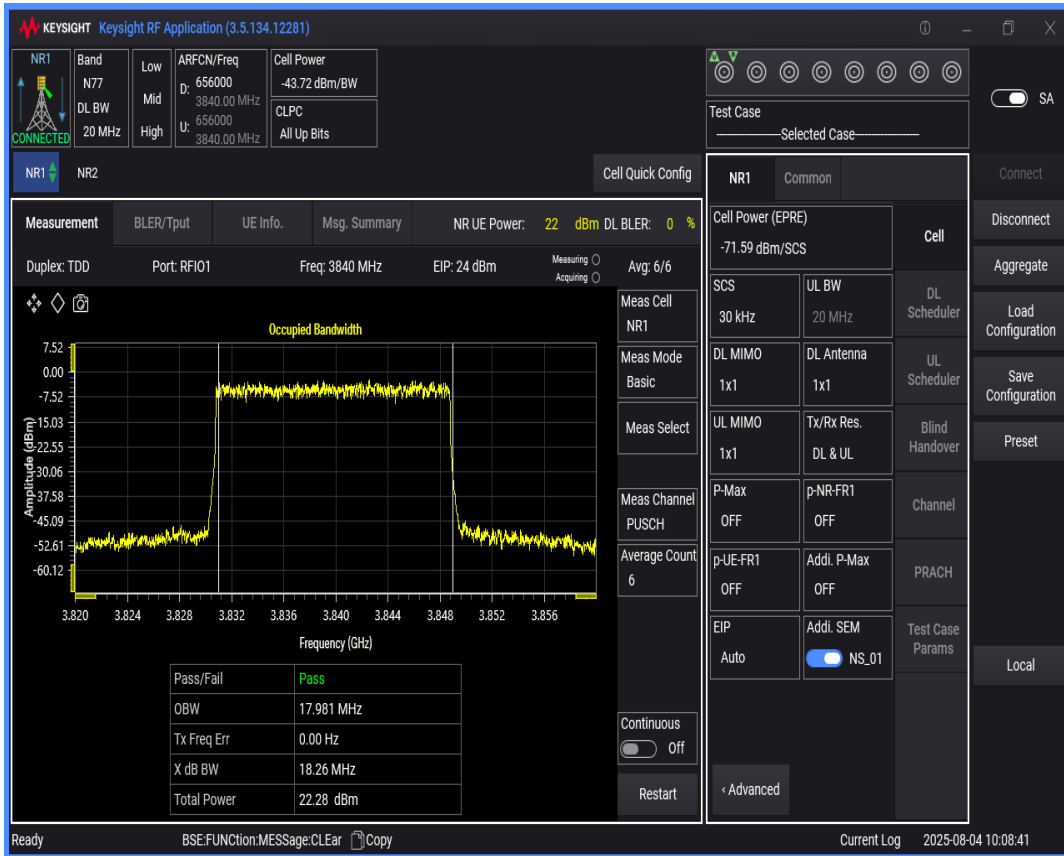 KEYSIGHT Keysight RF Application (3.5.134.12281)
NR1
CONNECTED
Band
N77
DL BW
20 MHz
Low
Mid
High
ARFCN/Freq
D: 656000
3840.00 MHz
U: 656000
3840.00 MHz
Cell Power
-43.72 dBm/BW
CLPC
All Up Bits
Test Case
--------------------Selected Case--------------------
SA
NR1 NR2
Cell Quick Config
Measurement BLER/Tput UE Info. Msg. Summary NR UE Power: 22 dBm DL BLER: 0 %
Duplex: TDD Port: RFIO1 Freq: 3840 MHz EIP: 24 dBm Measuring Acquiring Avg: 6/6
Occupied Bandwidth
Amplitude (dBm)
7.52
0.00
-7.52
-15.03
-22.55
-30.06
-37.58
-45.09
-52.61
-60.12
3.820 3.824 3.828 3.832 3.836 3.840 3.844 3.848 3.852 3.856
Frequency (GHz)
Pass/Fail Pass
OBW 17.981 MHz
Tx Freq Err 0.00 Hz
X dB BW 18.26 MHz
Total Power 22.28 dBm
Meas Cell
NR1
Meas Mode
Basic
Meas Select
Meas Channel
PUSCH
Average Count
6
Continuous
Off
Restart
NR1 Common
Cell Power (EPRE)
-71.59 dBm/SCS
SCS
30 kHz
UL BW
20 MHz
DL MIMO
1x1
DL Antenna
1x1
UL MIMO
1x1
Tx/Rx Res.
DL & UL
P-Max
OFF
p-NR-FR1
OFF
p-UE-FR1
OFF
Addi. P-Max
OFF
EIP
Auto
Addi. SEM
NS_01
‹ Advanced
Cell
DL
Scheduler
UL
Scheduler
Blind
Handover
Channel
PRACH
Test Case
Params
Connect
Disconnect
Aggregate
Load
Configuration
Save
Configuration
Preset
Local
Ready BSE:FUNCtion:MESSage:CLEar Copy Current Log 2025-08-04 10:08:41